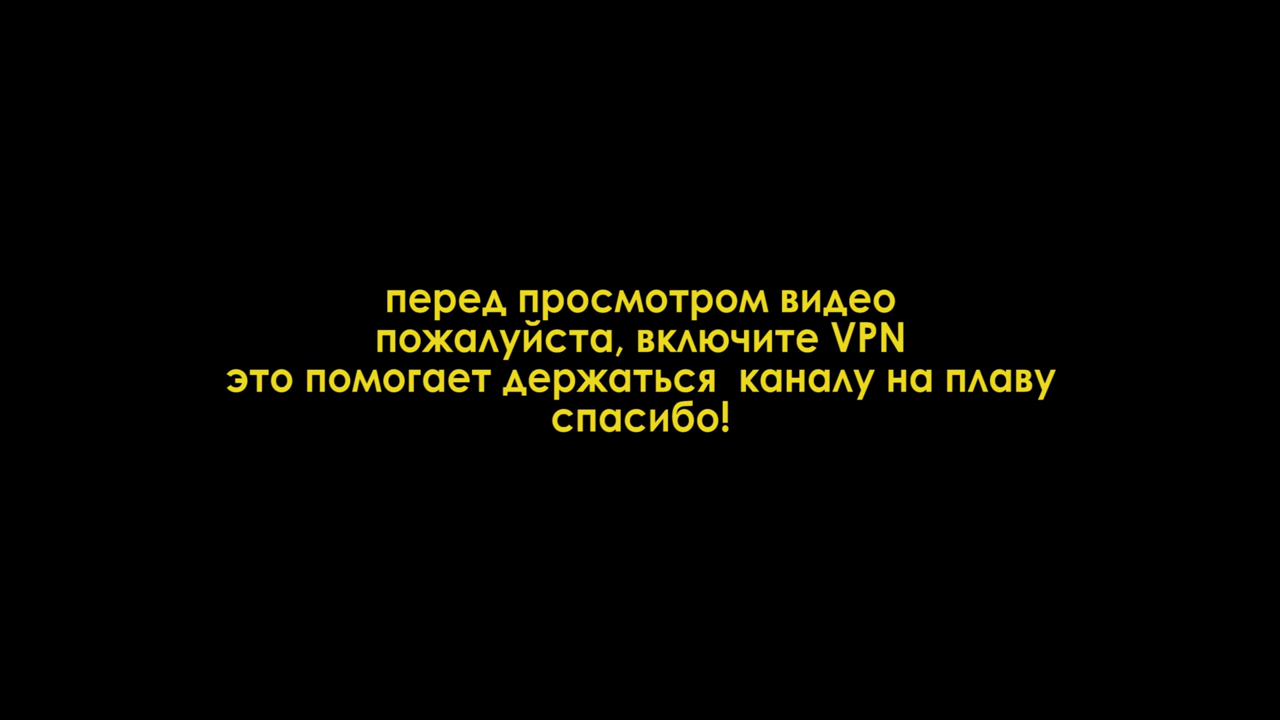 перед просмотром видео
пожалуйста, включите VPN
это помогает держаться  каналу на плаву
спасибо!